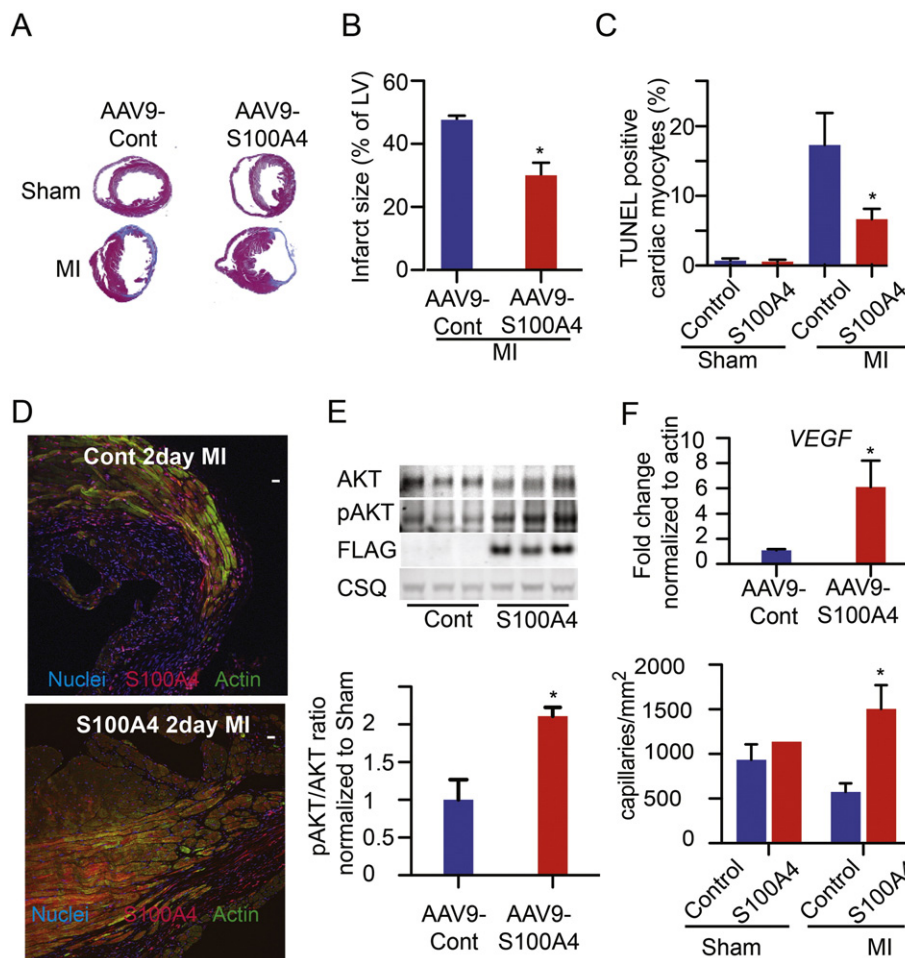 A
AAV9-
Cont
AAV9-
S100A4
Sham
MI
B
Infarct size (% of LV)
60
40
20
0
*
AAV9-
Cont
AAV9-
S100A4
MI
C
TUNEL positive
cardiac myocytes (%)
20
10
0
*
Control
S100A4
Control
S100A4
Sham
MI
D
Cont 2day MI
Nuclei S100A4 Actin
S100A4 2day MI
Nuclei S100A4 Actin
E
AKT
pAKT
FLAG
CSQ
Cont
S100A4
pAKT/AKT ratio
normalized to Sham
2
1.5
1
0.5
0
*
AAV9-
Cont
AAV9-
S100A4
F
VEGF
Fold change
normalized to actin
10
8
6
4
2
0
*
AAV9-
Cont
AAV9-
S100A4
capillaries/mm²
2000
1500
1000
500
0
*
Control
S100A4
Control
S100A4
Sham
MI